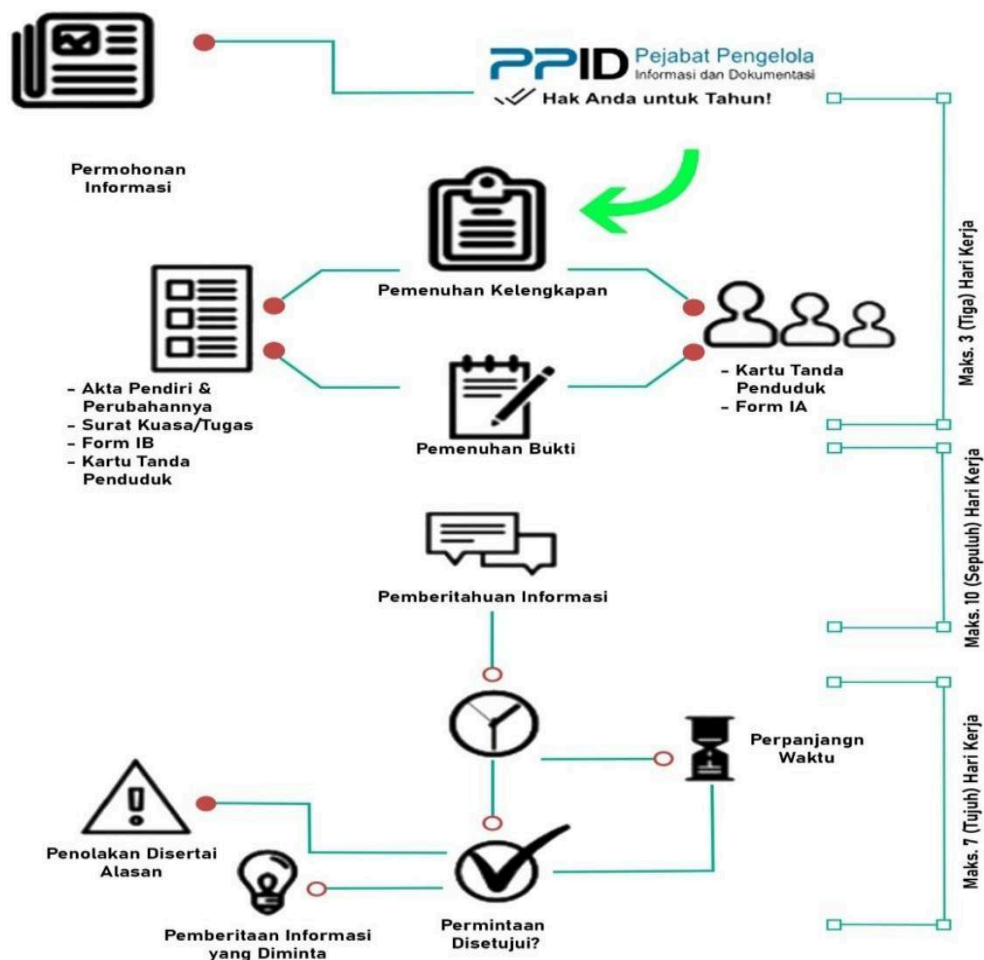 PPID Pejabat Pengelola
Informasi dan Dokumentasi
Hak Anda untuk Tahun!
Permohonan
Informasi
Pemenuhan Kelengkapan
- Akta Pendiri &
Perubahannya
- Surat Kuasa/Tugas
- Form IB
- Kartu Tanda
Penduduk
- Kartu Tanda
Penduduk
- Form IA
Pemenuhan Bukti
Maks. 3 (Tiga) Hari Kerja
Pemberitahuan Informasi
Maks. 10 (Sepuluh) Hari Kerja
Perpanjangn
Waktu
Penolakan Disertai
Alasan
Pemberitaan Informasi
yang Diminta
Permintaan
Disetujui?
Maks. 7 (Tujuh) Hari Kerja